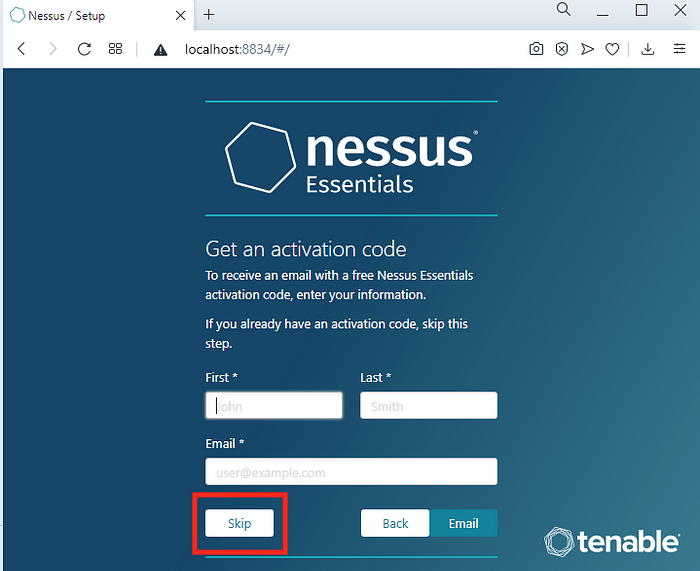 Nessus / Setup
localhost:8834/#/
nessus®
Essentials
Get an activation code
To receive an email with a free Nessus Essentials
activation code, enter your information.
If you already have an activation code, skip this
step.
First * Last *
John Smith
Email *
user@example.com
Skip Back Email
tenable®